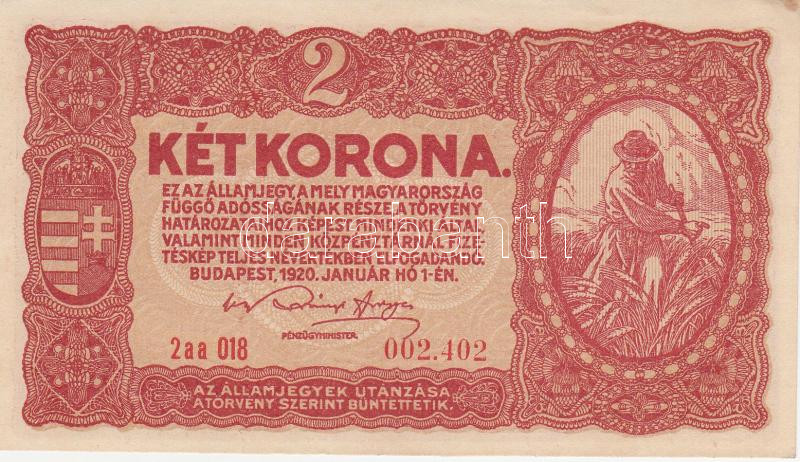 2
KÉT KORONA.
EZ AZ ÁLLAMJEGY, A MELY MAGYARORSZÁG
FÜGGŐ ADÓSSÁGÁNAK RÉSZE, A TÖRVÉNY
HATÁROZATAIHOZ KÉPEST MINDENKI ÁLTAL,
VALAMINT MINDEN KÖZPÉNZTÁRNÁL FIZE-
TÉSKÉP TELJES NÉVÉRTÉKBEN ELFOGADANDÓ.
BUDAPEST, 1920. JANUÁR HÓ 1-ÉN.
PÉNZÜGYMINISTER.
2aa 018 002.402
AZ ÁLLAMJEGYEK UTÁNZÁSA
A TÖRVÉNY SZERINT BÜNTETTETIK.
darabanth